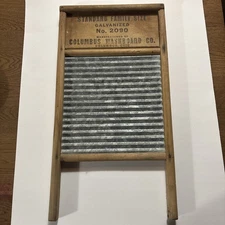 STANDARD FAMILY SIZE
GALVANIZED
No. 2090
COLUMBUS WASHBOARD CO.